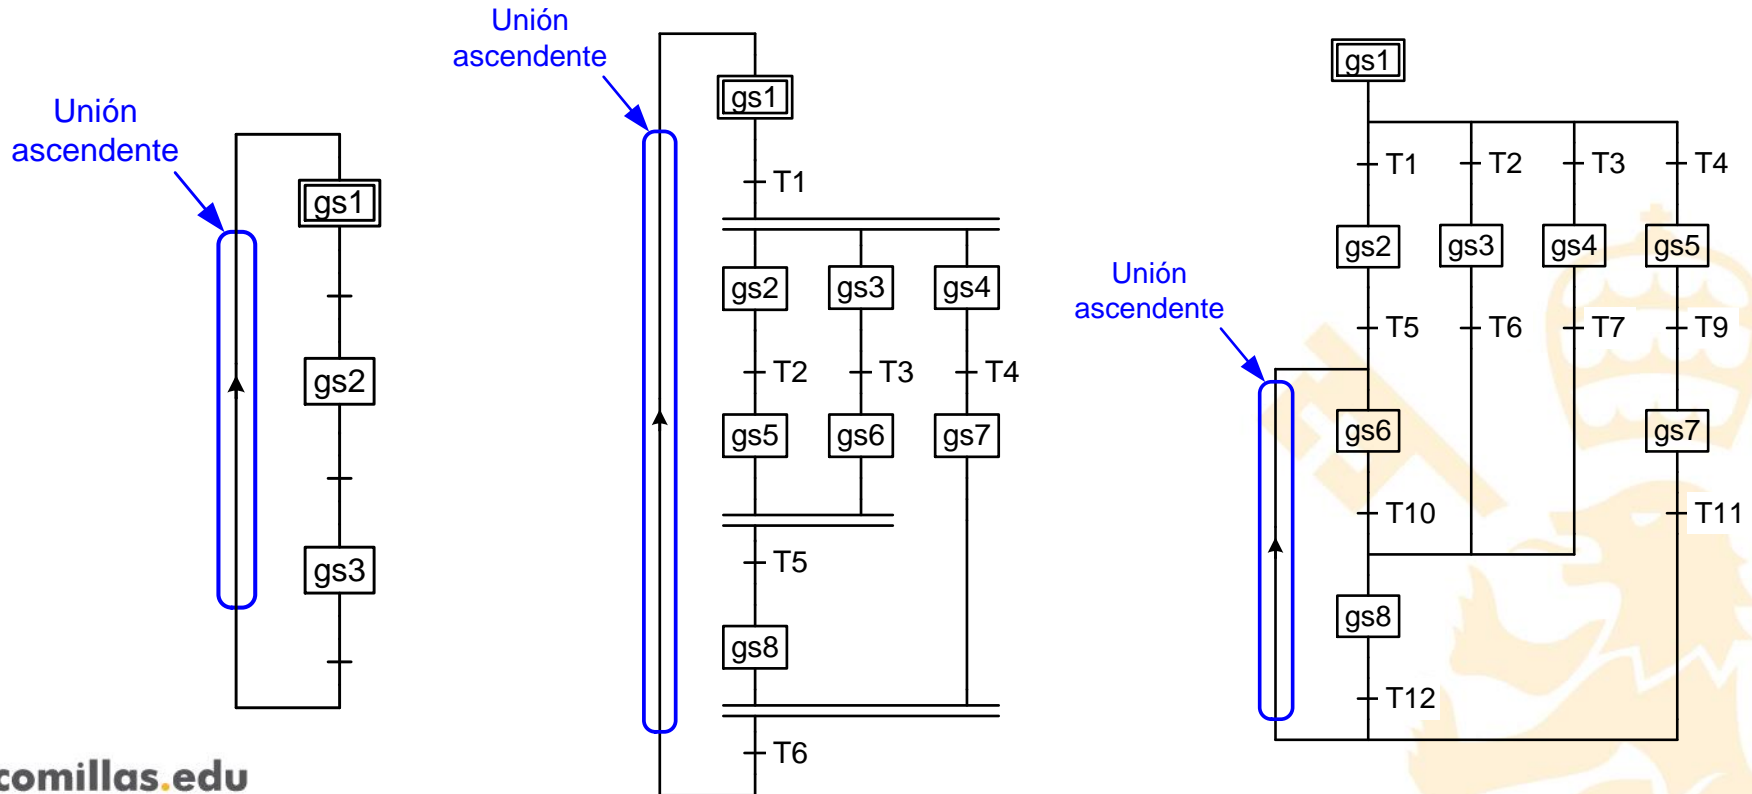 Unión
ascendente
gs1
gs2
gs3
Unión
ascendente
gs1
T1
gs2 gs3 gs4
T2 T3 T4
gs5 gs6 gs7
T5
gs8
T6
gs1
T1 T2 T3 T4
gs2 gs3 gs4 gs5
Unión
ascendente
T5 T6 T7 T9
gs6 gs7
T10 T11
gs8
T12
comillas.edu